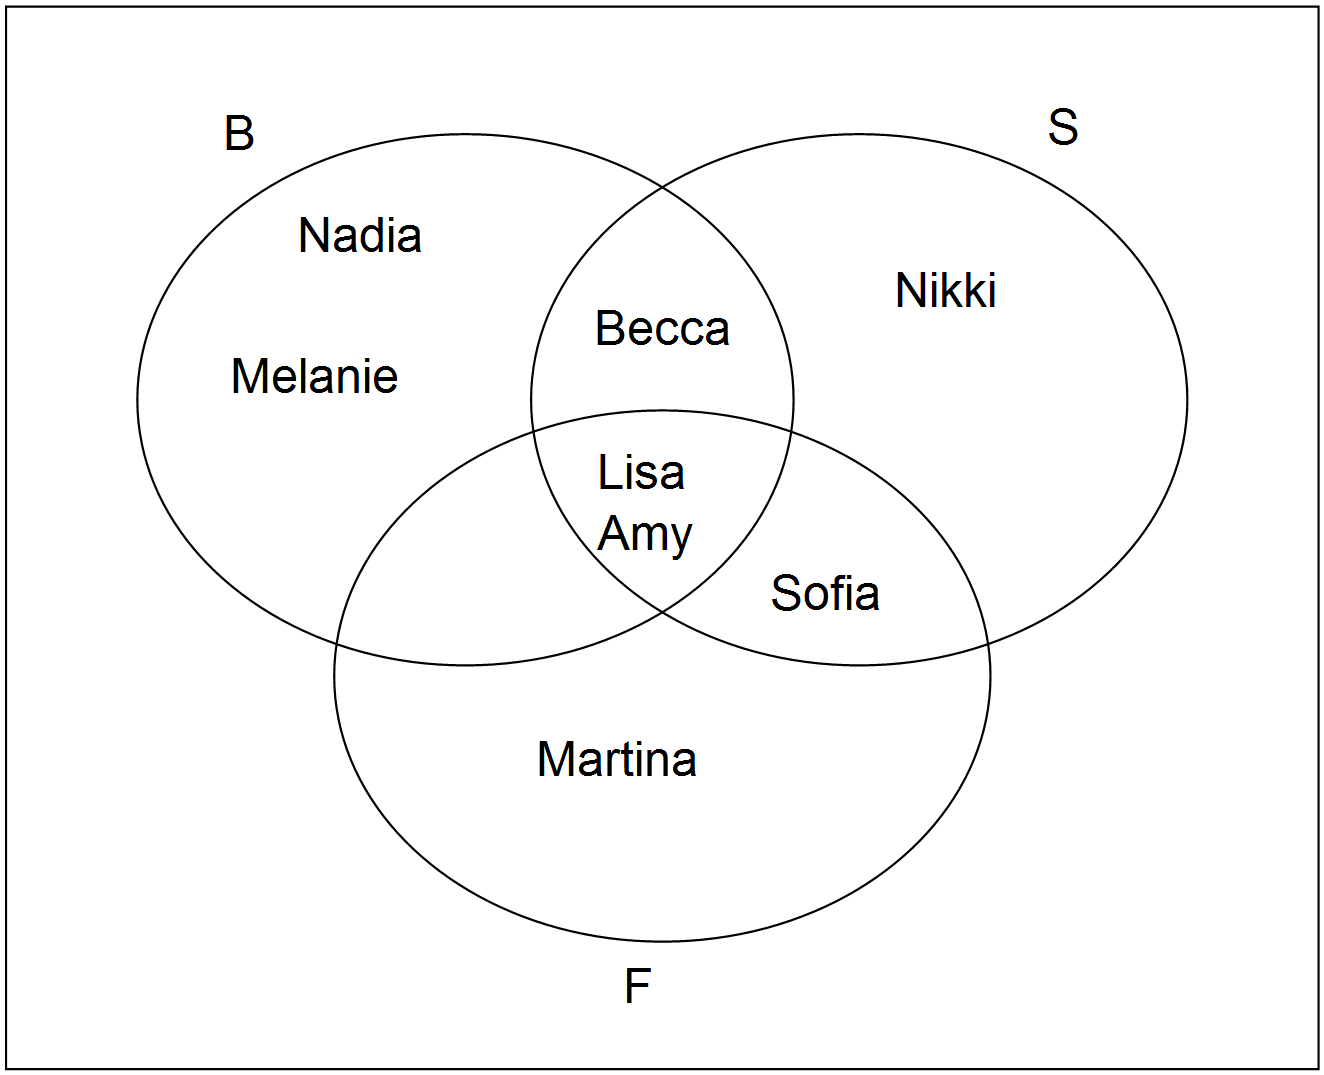 B
S
Nadia
Nikki
Becca
Melanie
Lisa
Amy
Sofia
Martina
F